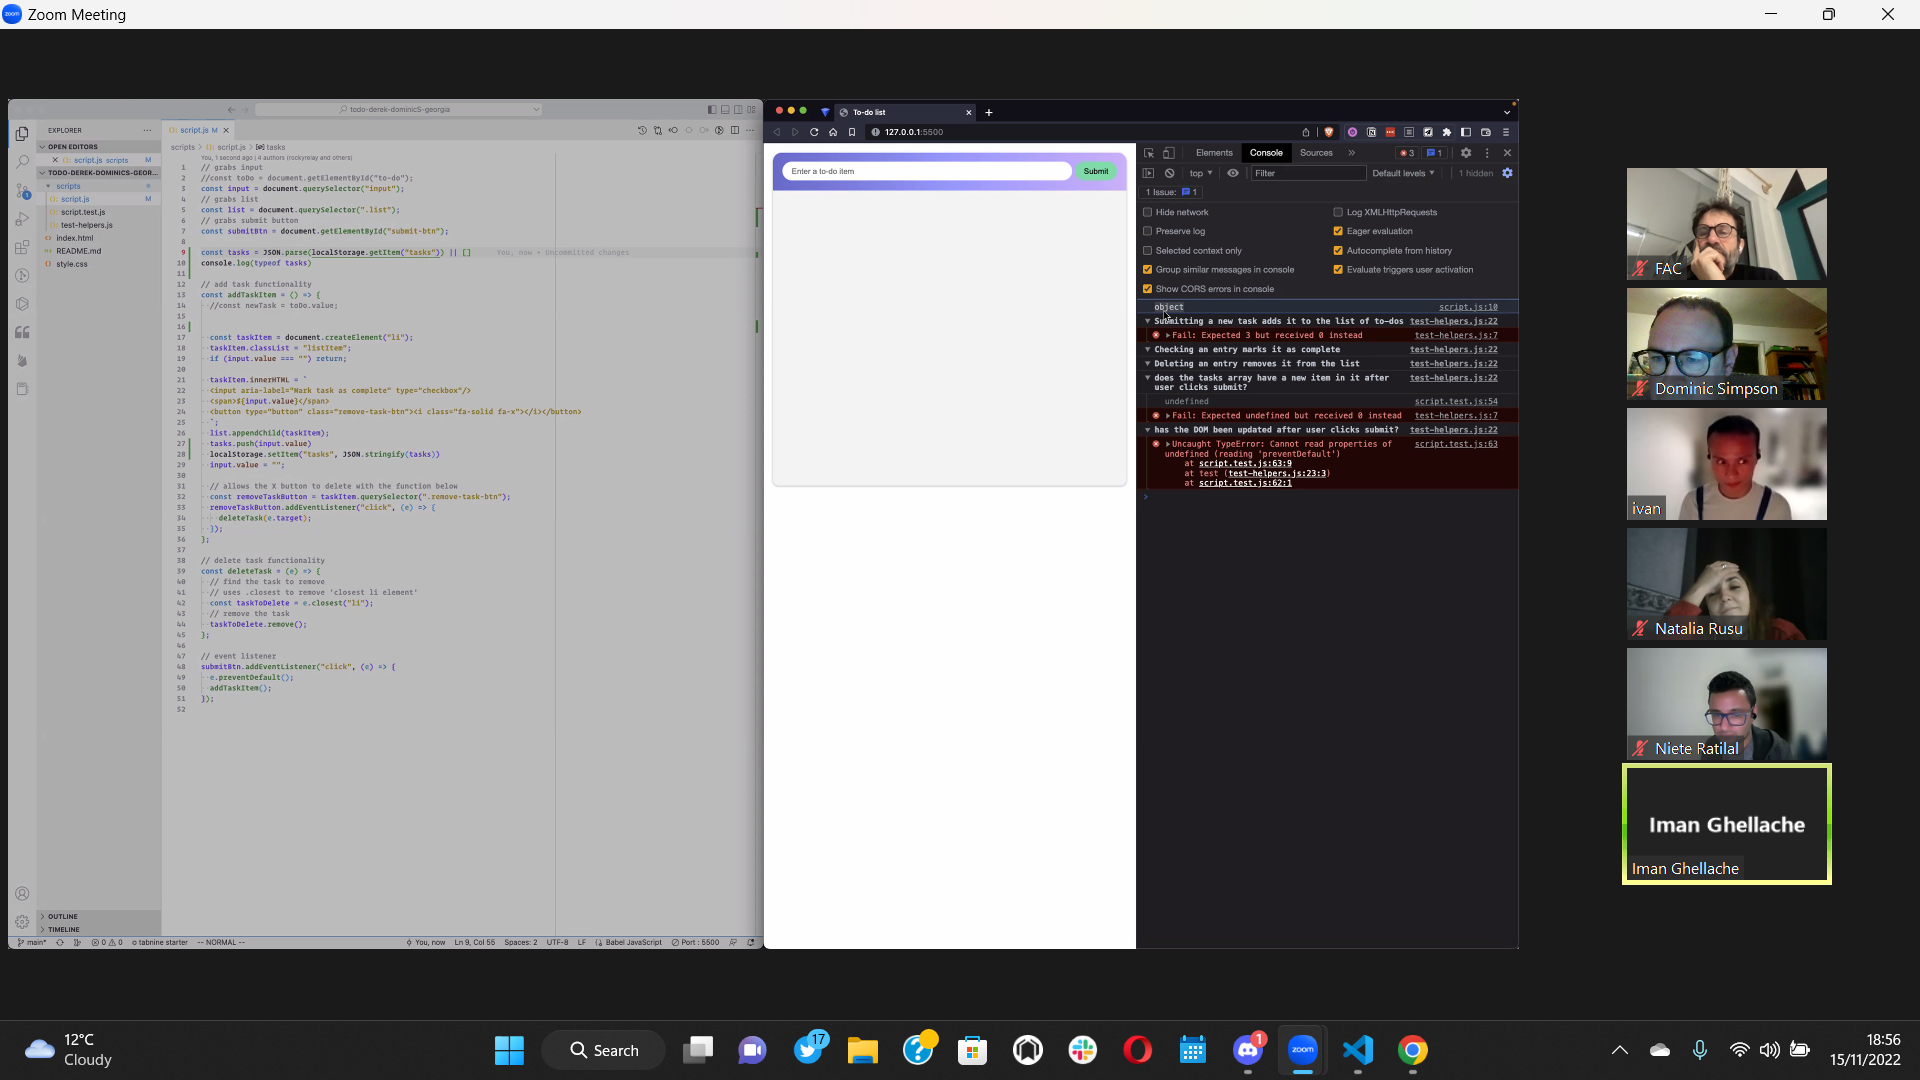 Zoom Meeting
todo-derek-dominicS-georgia
EXPLORER
script.js M
OPEN EDITORS
script.js scripts M
TODO-DEREK-DOMINICS-GEOR...
scripts
script.js M
script.test.js
test-helpers.js
index.html
README.md
style.css
OUTLINE
TIMELINE
scripts > script.js > tasks
You, 1 second ago | 4 authors (rockyrelay and others)
1 // grabs input
2 //const toDo = document.getElementById("to-do");
3 const input = document.querySelector("input");
4 // grabs list
5 const list = document.querySelector(".list");
6 // grabs submit button
7 const submitBtn = document.getElementById("submit-btn");
8
9 const tasks = JSON.parse(localStorage.getItem("tasks")) || [] You, now • Uncommitted changes
10 console.log(typeof tasks)
11
12 // add task functionality
13 const addTaskItem = () => {
14 //const newTask = toDo.value;
15
16
17 const taskItem = document.createElement("li");
18 taskItem.classList = "listItem";
19 if (input.value === "") return;
20
21 taskItem.innerHTML = `
22 <input aria-label="Mark task as complete" type="checkbox"/>
23 <span>${input.value}</span>
24 <button type="button" class="remove-task-btn"><i class="fa-solid fa-x"></i></button>
25 `;
26 list.appendChild(taskItem);
27 tasks.push(input.value)
28 localStorage.setItem("tasks", JSON.stringify(tasks))
29 input.value = "";
30
31 // allows the X button to delete with the function below
32 const removeTaskButton = taskItem.querySelector(".remove-task-btn");
33 removeTaskButton.addEventListener("click", (e) => {
34 deleteTask(e.target);
35 });
36 };
37
38 // delete task functionality
39 const deleteTask = (e) => {
40 // find the task to remove
41 // uses .closest to remove 'closest li element'
42 const taskToDelete = e.closest("li");
43 // remove the task
44 taskToDelete.remove();
45 };
46
47 // event listener
48 submitBtn.addEventListener("click", (e) => {
49 e.preventDefault();
50 addTaskItem();
51 });
52
main* 0 0 tabnine starter -- NORMAL -- You, now Ln 9, Col 55 Spaces: 2 UTF-8 LF Babel JavaScript Port : 5500
To-do list
127.0.0.1:5500
Enter a to-do item
Submit
Elements Console Sources 3 1
top Filter Default levels 1 hidden
1 Issue: 1
Hide network Log XMLHttpRequests
Preserve log Eager evaluation
Selected context only Autocomplete from history
Group similar messages in console Evaluate triggers user activation
Show CORS errors in console
object script.js:10
Submitting a new task adds it to the list of to-dos test-helpers.js:22
Fail: Expected 3 but received 0 instead test-helpers.js:7
Checking an entry marks it as complete test-helpers.js:22
Deleting an entry removes it from the list test-helpers.js:22
does the tasks array have a new item in it after test-helpers.js:22
user clicks submit?
undefined script.test.js:54
Fail: Expected undefined but received 0 instead test-helpers.js:7
has the DOM been updated after user clicks submit? test-helpers.js:22
Uncaught TypeError: Cannot read properties of script.test.js:63
undefined (reading 'preventDefault')
at script.test.js:63:9
at test (test-helpers.js:23:3)
at script.test.js:62:1
FAC
Dominic Simpson
ivan
Natalia Rusu
Niete Ratilal
Iman Ghellache
Iman Ghellache
12°C
Cloudy
Search
17
1
zoom
18:56
15/11/2022